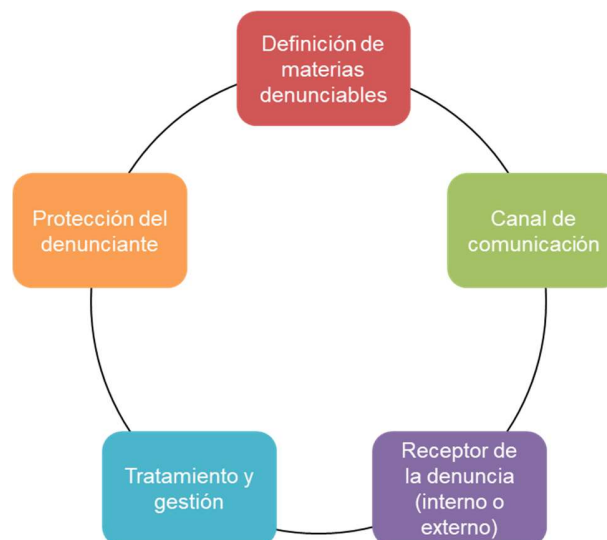 Definición de
materias
denunciables
Canal de
comunicación
Receptor de
la denuncia
(interno o
externo)
Tratamiento y
gestión
Protección del
denunciante